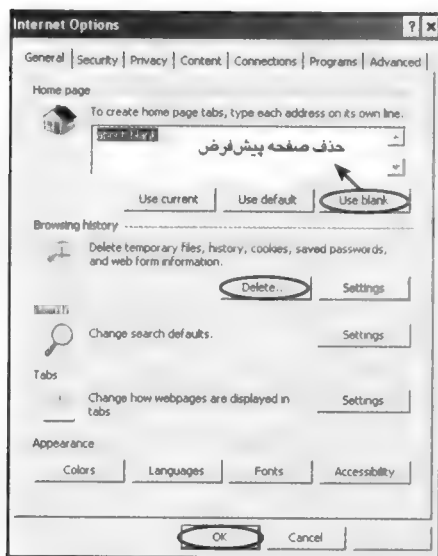 Internet Options
General Security Privacy Content Connections Programs Advanced
Home page
To create home page tabs, type each address on its own line.
about:blank
حذف صفحه پیش‌فرض
Use current Use default Use blank
Browsing history
Delete temporary files, history, cookies, saved passwords,
and web form information.
Delete... Settings
Search
Change search defaults. Settings
Tabs
Change how webpages are displayed in
tabs
Settings
Appearance
Colors Languages Fonts Accessibility
OK Cancel